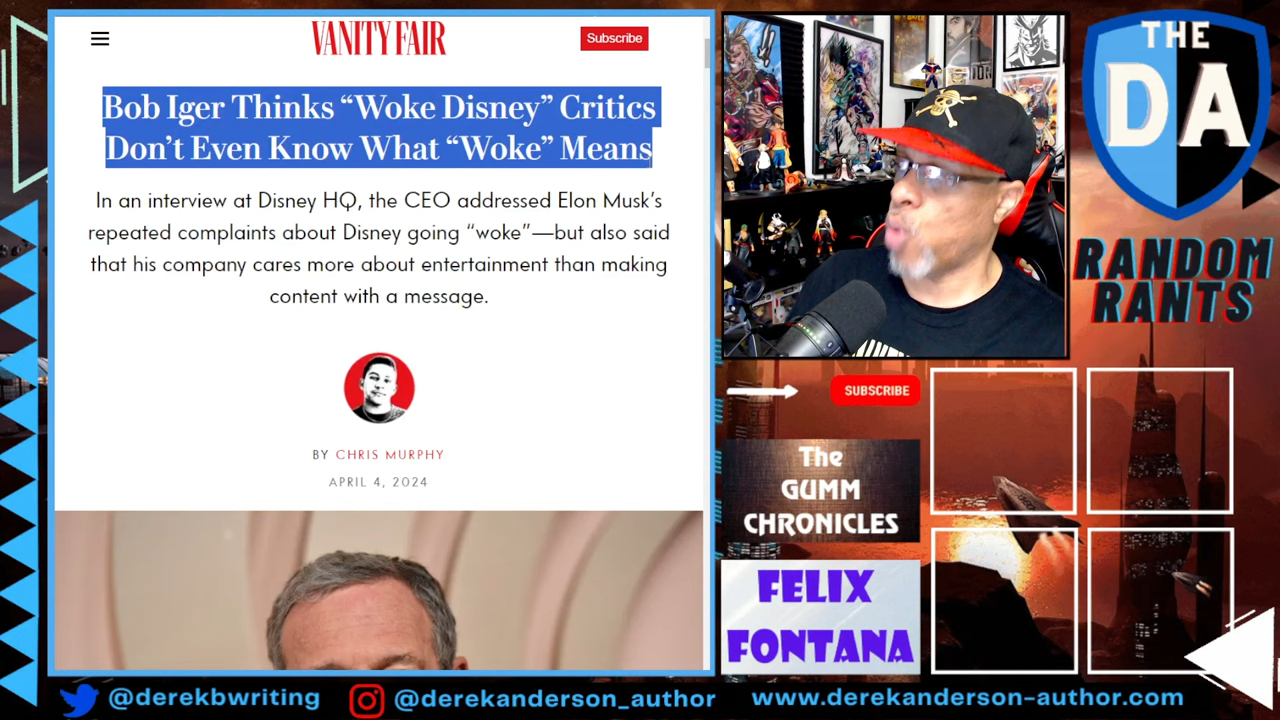 VANITY FAIR
Subscribe
Bob Iger Thinks “Woke Disney” Critics
Don’t Even Know What “Woke” Means
In an interview at Disney HQ, the CEO addressed Elon Musk’s
repeated complaints about Disney going “woke”—but also said
that his company cares more about entertainment than making
content with a message.
BY CHRIS MURPHY
APRIL 4, 2024
THE
DA
RANDOM
RANTS
SUBSCRIBE
The
GUMM
CHRONICLES
FELIX
FONTANA
@derekbwriting
@derekanderson_author
www.derekanderson-author.com